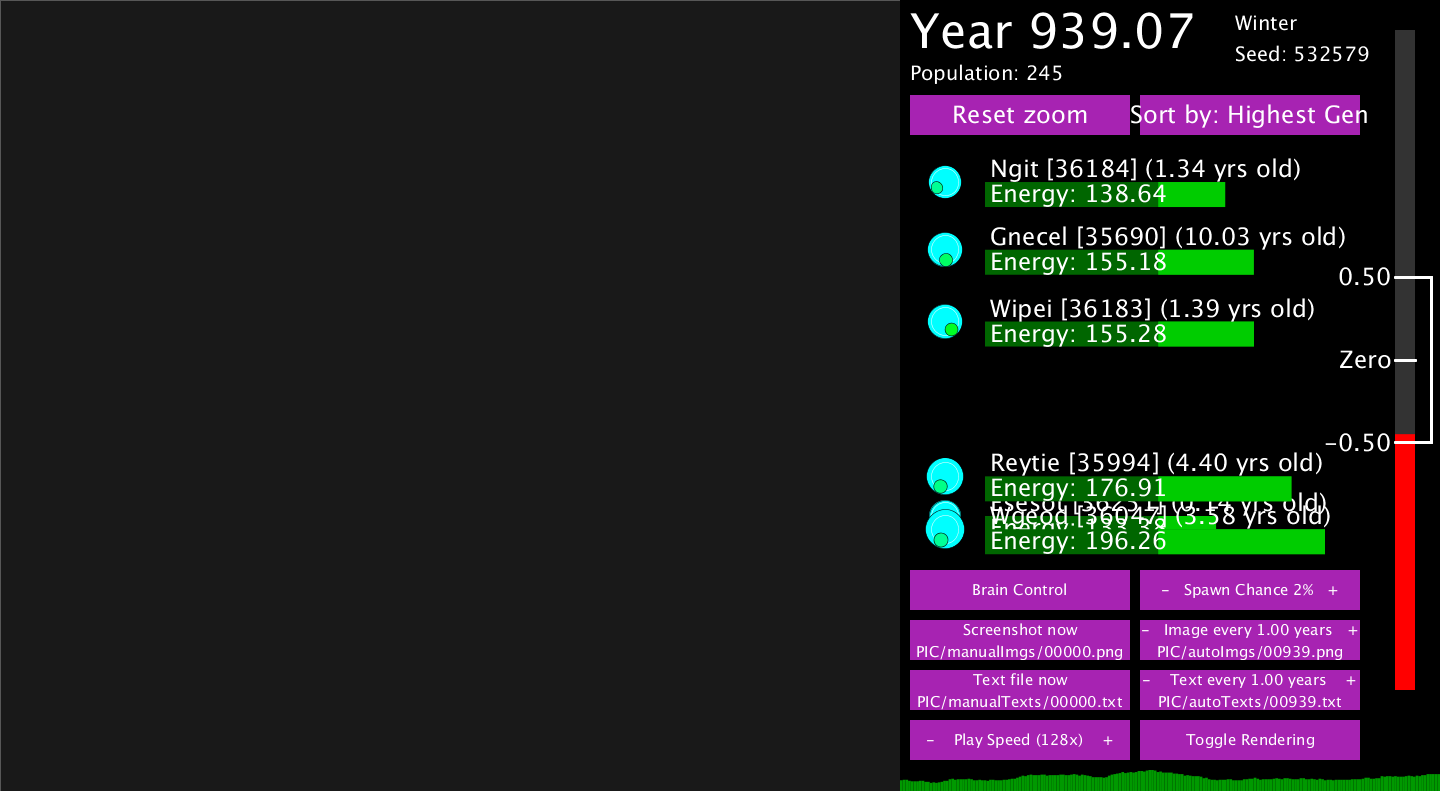 Year 939.07
Winter
Seed: 532579
Population: 245
Reset zoom
Sort by: Highest Gen
Ngit [36184] (1.34 yrs old)
Energy: 138.64
Gnecel [35690] (10.03 yrs old)
Energy: 155.18
0.50
Wipei [36183] (1.39 yrs old)
Energy: 155.28
Zero
-0.50
Reytie [35994] (4.40 yrs old)
Energy: 176.91
Wgeod [36047] (3.58 yrs old)
Energy: 196.26
Brain Control
- Spawn Chance 2% +
Screenshot now
PIC/manualImgs/00000.png
- Image every 1.00 years +
PIC/autoImgs/00939.png
Text file now
PIC/manualTexts/00000.txt
- Text every 1.00 years +
PIC/autoTexts/00939.txt
- Play Speed (128x) +
Toggle Rendering